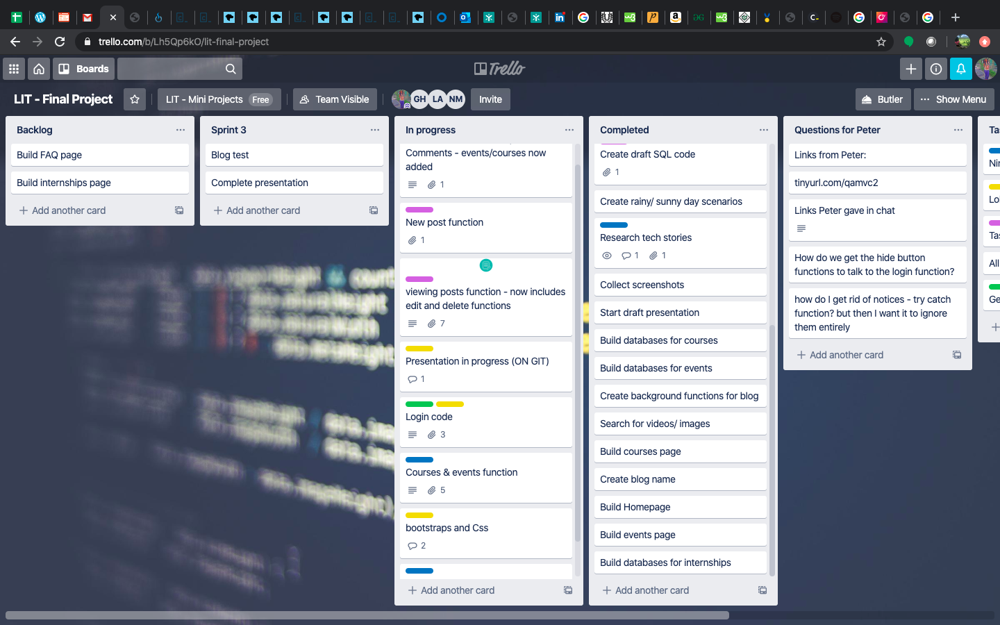 trello.com/b/Lh5Qp6kO/lit-final-project
Boards
Trello
LIT - Final Project
LIT - Mini Projects Free
Team Visible
GH LA NM
Invite
Butler
Show Menu
Backlog
Build FAQ page
Build internships page
Add another card
Sprint 3
Blog test
Complete presentation
Add another card
In progress
Comments - events/courses now
added
1
New post function
1
viewing posts function - now includes
edit and delete functions
7
Presentation in progress (ON GIT)
1
Login code
3
Courses & events function
5
bootstraps and Css
2
Add another card
Completed
Create draft SQL code
1
Create rainy/ sunny day scenarios
Research tech stories
1 1
Collect screenshots
Start draft presentation
Build databases for courses
Build databases for events
Create background functions for blog
Search for videos/ images
Build courses page
Create blog name
Build Homepage
Build events page
Build databases for internships
Add another card
Questions for Peter
Links from Peter:
tinyurl.com/qamvc2
Links Peter gave in chat
How do we get the hide button
functions to talk to the login function?
how do I get rid of notices - try catch
function? but then I want it to ignore
them entirely
Add another card
Ta
Nin
Lo
Tas
All
Ge